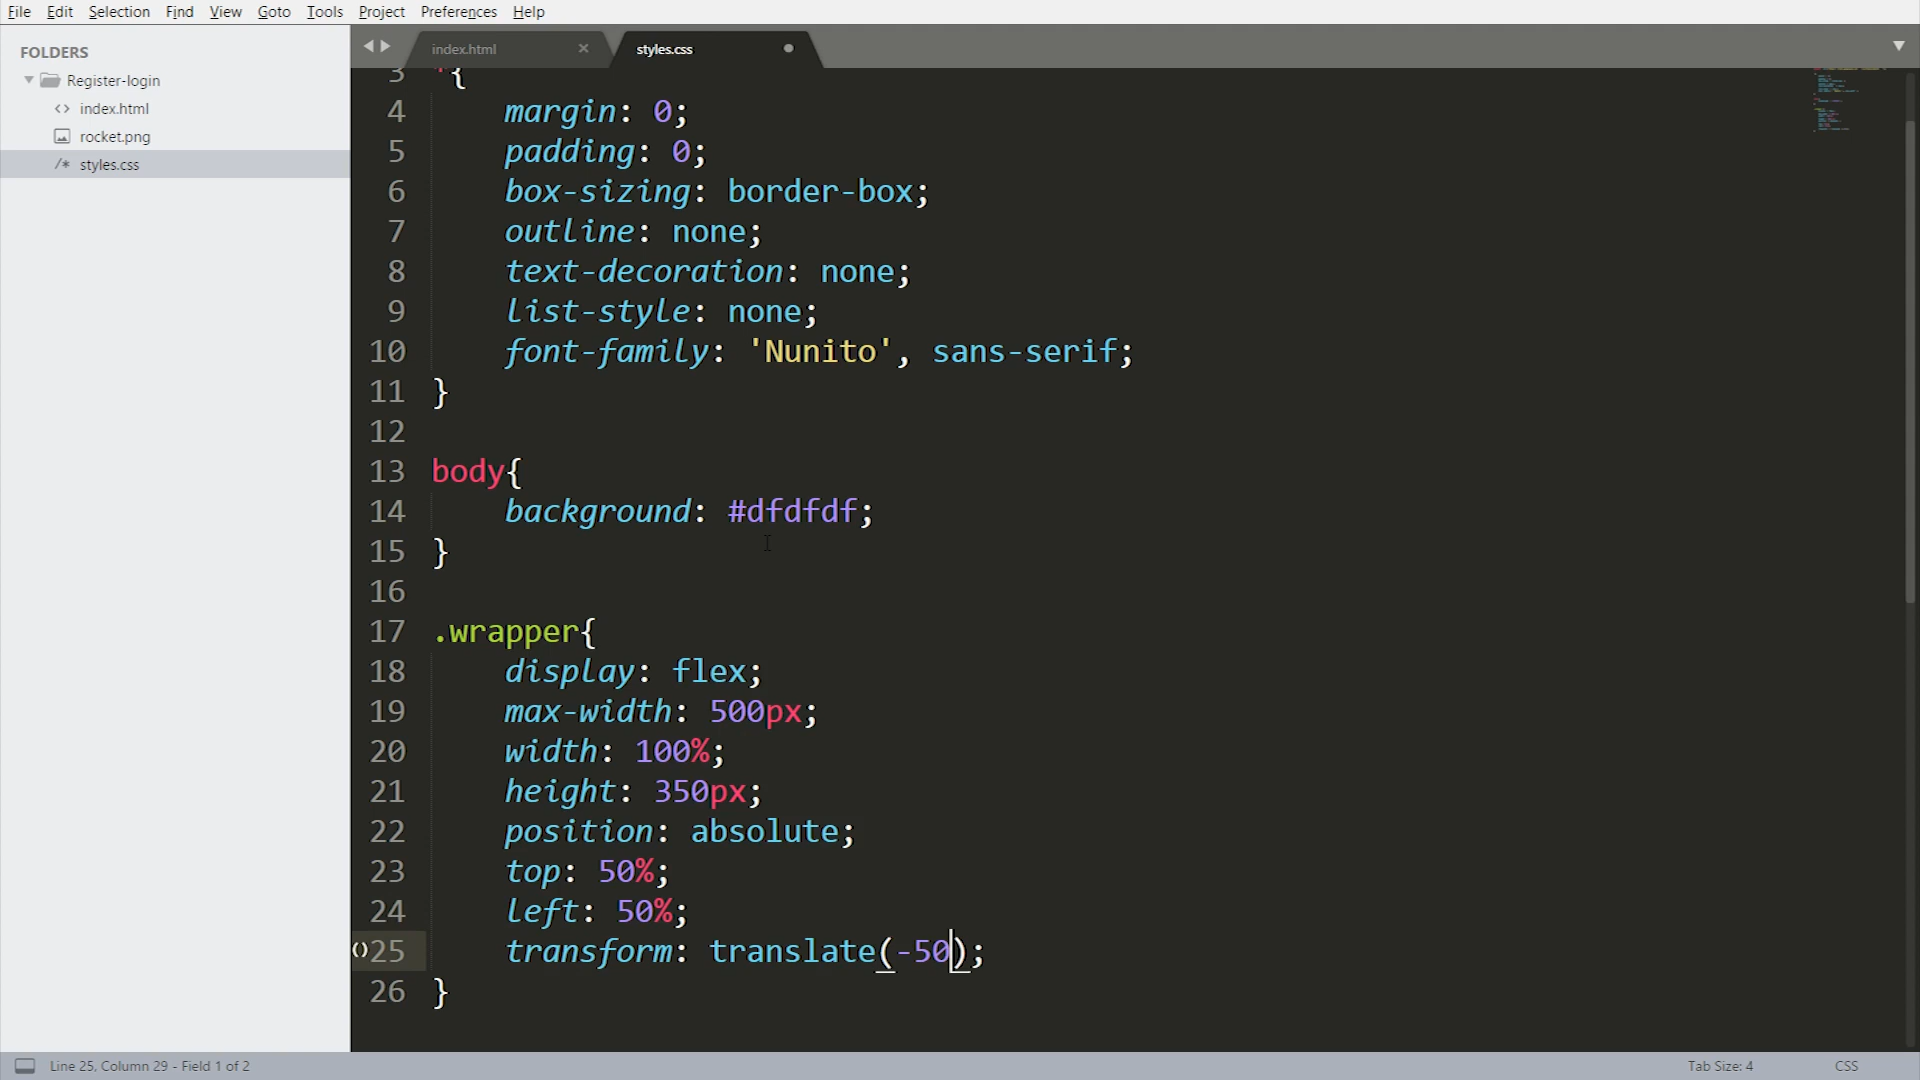 File Edit Selection Find View Goto Tools Project Preferences Help
FOLDERS
Register-login
<> index.html
rocket.png
/* styles.css
index.html
styles.css
3 *{
4 margin: 0;
5 padding: 0;
6 box-sizing: border-box;
7 outline: none;
8 text-decoration: none;
9 list-style: none;
10 font-family: 'Nunito', sans-serif;
11 }
12
13 body{
14 background: #dfdfdf;
15 }
16
17 .wrapper{
18 display: flex;
19 max-width: 500px;
20 width: 100%;
21 height: 350px;
22 position: absolute;
23 top: 50%;
24 left: 50%;
25 transform: translate(-50);
26 }
Line 25, Column 29 - Field 1 of 2
Tab Size: 4
CSS